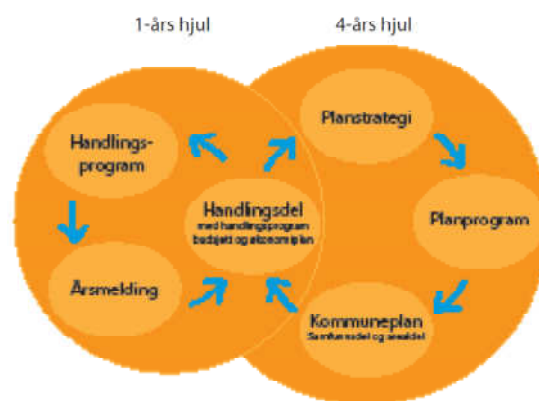 1-års hjul
4-års hjul
Handlings-
program
Planstrategi
Handlingsdel
med handlingsprogram
budsjett og økonomiplan
Planprogram
Årsmelding
Kommuneplan
Samfunnsdel og arealdel